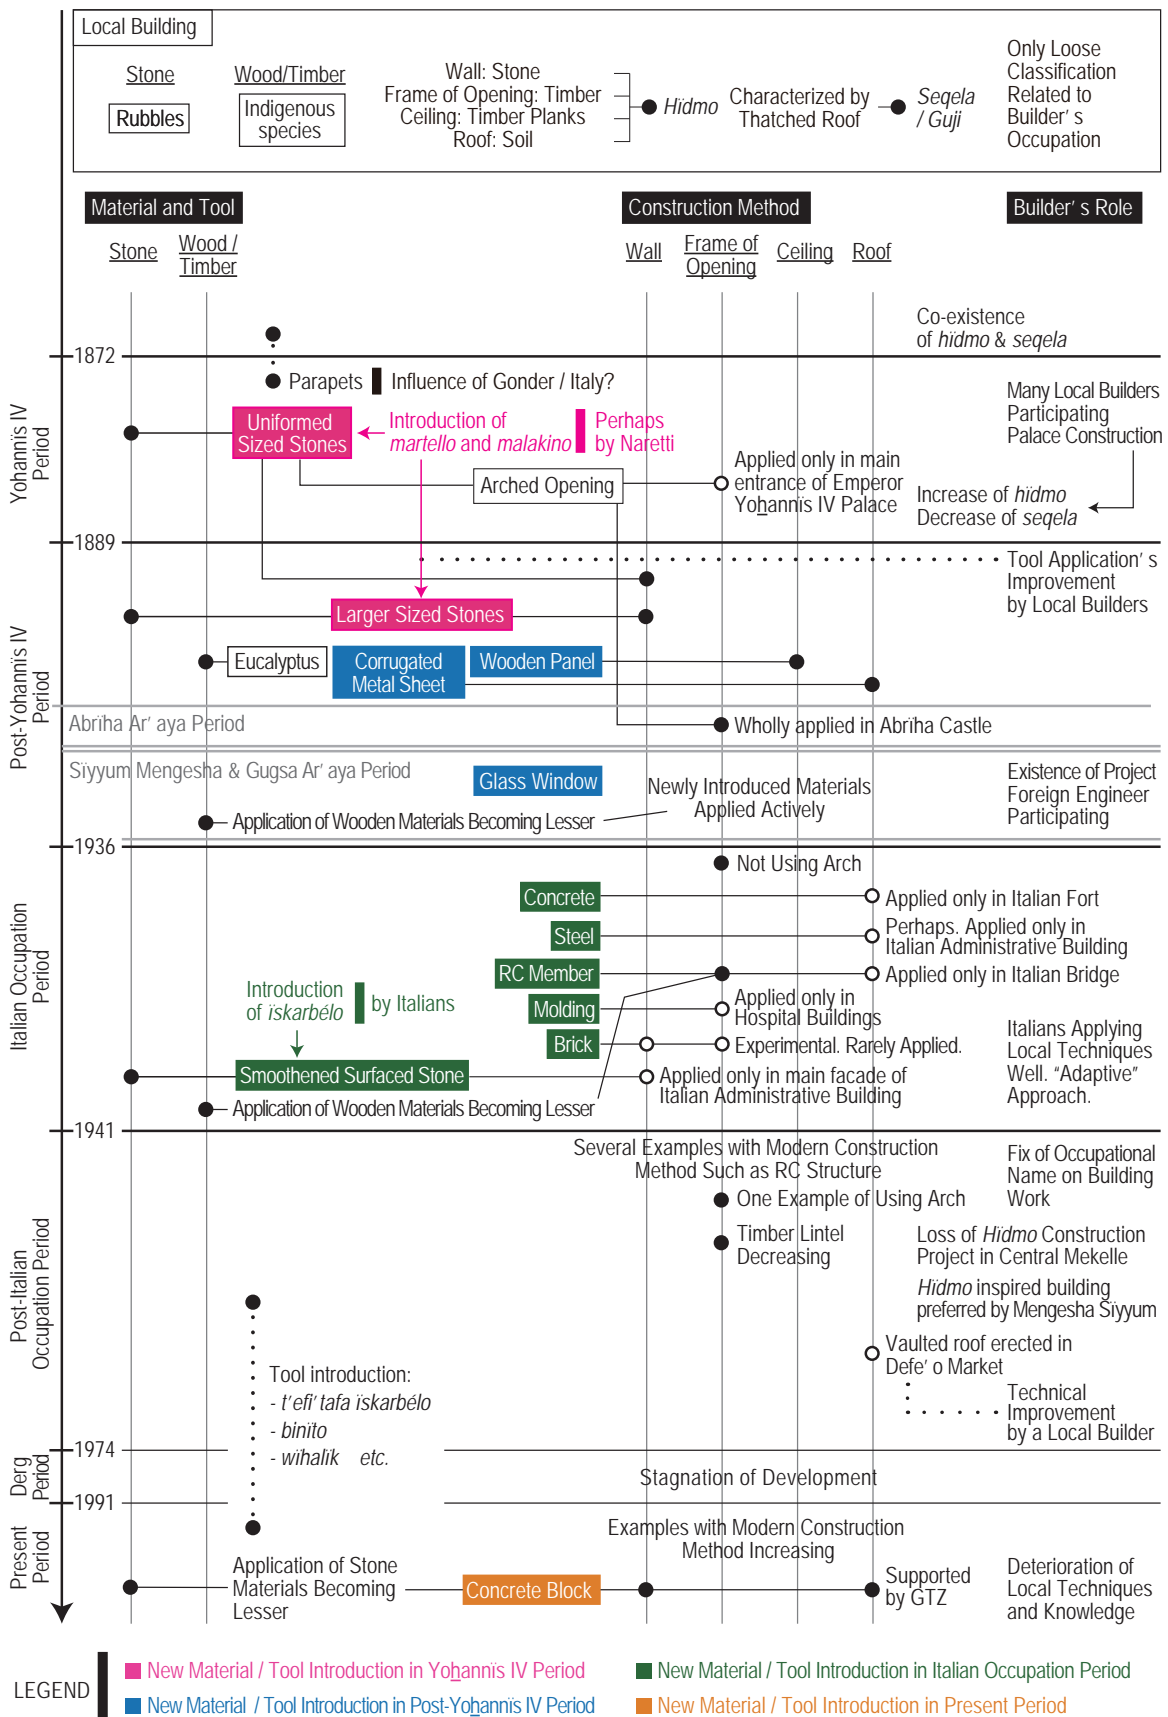 Local Building
Stone
Wood/Timber
Rubbles
Indigenous
species
Wall: Stone
Frame of Opening: Timber
Ceiling: Timber Planks
Roof: Soil
Hïdmo
Characterized by
Thatched Roof
Seqela
/ Guji
Only Loose
Classification
Related to
Builder' s
Occupation
Material and Tool
Construction Method
Builder' s Role
Stone
Wood /
Timber
Wall
Frame of
Opening
Ceiling
Roof
Co-existence
of hïdmo & seqela
1872
Yohannïs IV
Period
Parapets
Influence of Gonder / Italy?
Uniformed
Sized Stones
Introduction of
martello and malakino
Perhaps
by Naretti
Many Local Builders
Participating
Palace Construction
Arched Opening
Applied only in main
entrance of Emperor
Yohannïs IV Palace
Increase of hïdmo
Decrease of seqela
1889
Post-Yohannïs IV
Period
Tool Application' s
Improvement
by Local Builders
Larger Sized Stones
Eucalyptus
Corrugated
Metal Sheet
Wooden Panel
Abrïha Ar' aya Period
Wholly applied in Abrïha Castle
Sïyyum Mengesha & Gugsa Ar' aya Period
Glass Window
Newly Introduced Materials
Applied Actively
Application of Wooden Materials Becoming Lesser
Existence of Project
Foreign Engineer
Participating
1936
Italian Occupation
Period
Not Using Arch
Concrete
Applied only in Italian Fort
Steel
Perhaps. Applied only in
Italian Administrative Building
RC Member
Applied only in Italian Bridge
Introduction
of ïskarbélo
by Italians
Molding
Applied only in
Hospital Buildings
Brick
Experimental. Rarely Applied.
Smoothened Surfaced Stone
Applied only in main facade of
Italian Administrative Building
Application of Wooden Materials Becoming Lesser
Italians Applying
Local Techniques
Well. "Adaptive"
Approach.
1941
Post-Italian
Occupation Period
Several Examples with Modern Construction
Method Such as RC Structure
Fix of Occupational
Name on Building
Work
One Example of Using Arch
Timber Lintel
Decreasing
Loss of Hïdmo Construction
Project in Central Mekelle
Hïdmo inspired building
preferred by Mengesha Sïyyum
Vaulted roof erected in
Defe' o Market
Tool introduction:
- t'efi' tafa ïskarbélo
- binïto
- wïhalïk etc.
Technical
Improvement
by a Local Builder
1974
Derg
Period
Stagnation of Development
1991
Present
Period
Examples with Modern Construction
Method Increasing
Application of Stone
Materials Becoming
Lesser
Concrete Block
Supported
by GTZ
Deterioration of
Local Techniques
and Knowledge
LEGEND
New Material / Tool Introduction in Yohannïs IV Period
New Material / Tool Introduction in Italian Occupation Period
New Material / Tool Introduction in Post-Yohannïs IV Period
New Material / Tool Introduction in Present Period